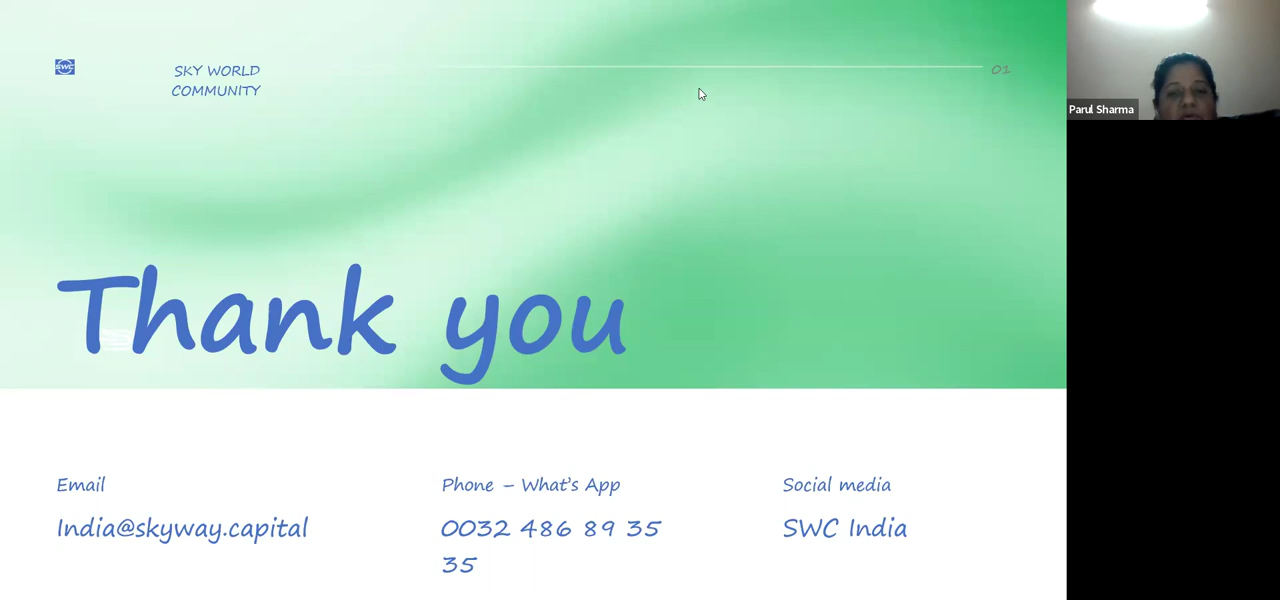 SWC
SKY WORLD
COMMUNITY
01
Parul Sharma
Thank you
Email
Phone – What's App
Social media
India@skyway.capital
0032 486 89 35
35
SWC India